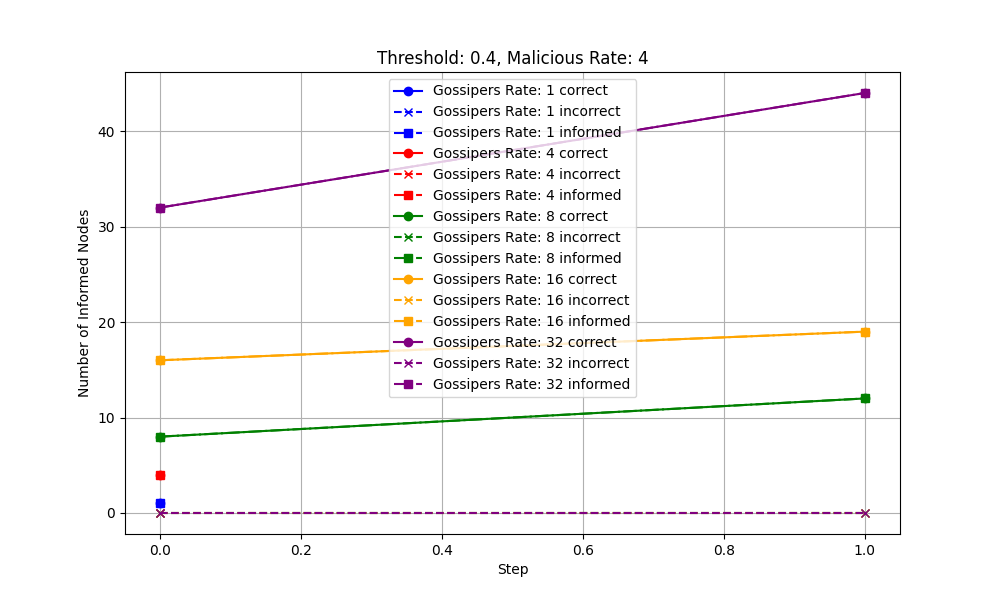 Threshold: 0.4, Malicious Rate: 4
Gossipers Rate: 1 correct
Gossipers Rate: 1 incorrect
Gossipers Rate: 1 informed
Gossipers Rate: 4 correct
Gossipers Rate: 4 incorrect
Gossipers Rate: 4 informed
Gossipers Rate: 8 correct
Gossipers Rate: 8 incorrect
Gossipers Rate: 8 informed
Gossipers Rate: 16 correct
Gossipers Rate: 16 incorrect
Gossipers Rate: 16 informed
Gossipers Rate: 32 correct
Gossipers Rate: 32 incorrect
Gossipers Rate: 32 informed
Number of Informed Nodes
40
30
20
10
0
0.0 0.2 0.4 0.6 0.8 1.0
Step